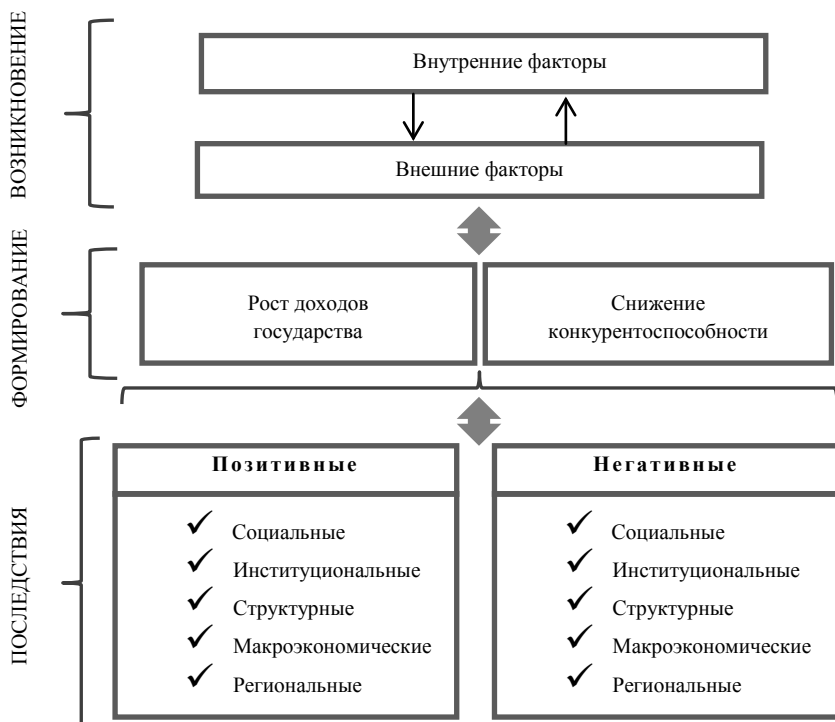 ВОЗНИКНОВЕНИЕ
Внутренние факторы
Внешние факторы
ФОРМИРОВАНИЕ
Рост доходов
государства
Снижение
конкурентоспособности
ПОСЛЕДСТВИЯ
Позитивные
Социальные
Институциональные
Структурные
Макроэкономические
Региональные
Негативные
Социальные
Институциональные
Структурные
Макроэкономические
Региональные